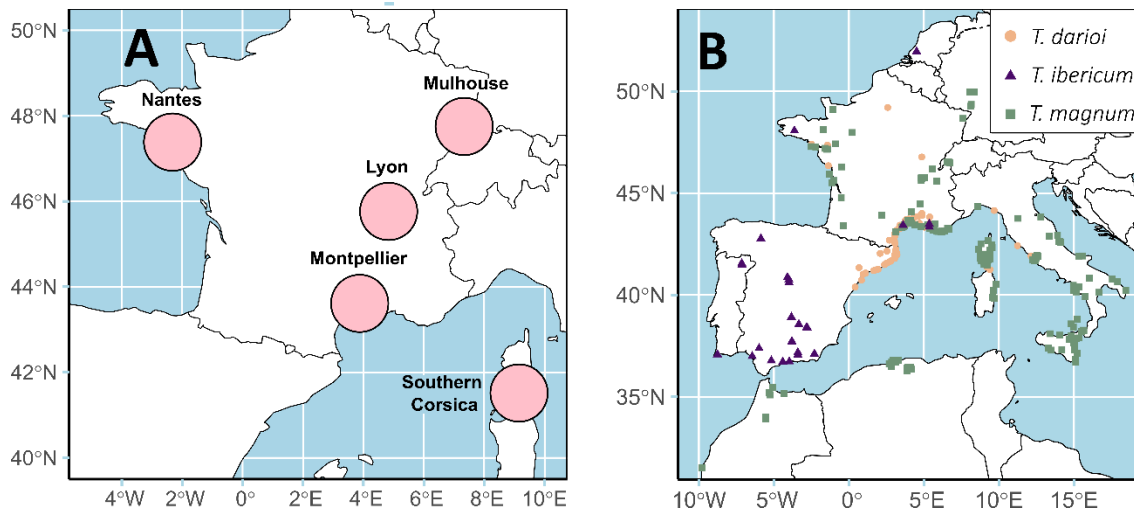 A
B
50°N
48°N
46°N
44°N
42°N
40°N
4°W 2°W 0° 2°E 4°E 6°E 8°E 10°E
Nantes
Mulhouse
Lyon
Montpellier
Southern
Corsica
T. darioi
T. ibericum
T. magnum
50°N
45°N
40°N
35°N
10°W 5°W 0° 5°E 10°E 15°E